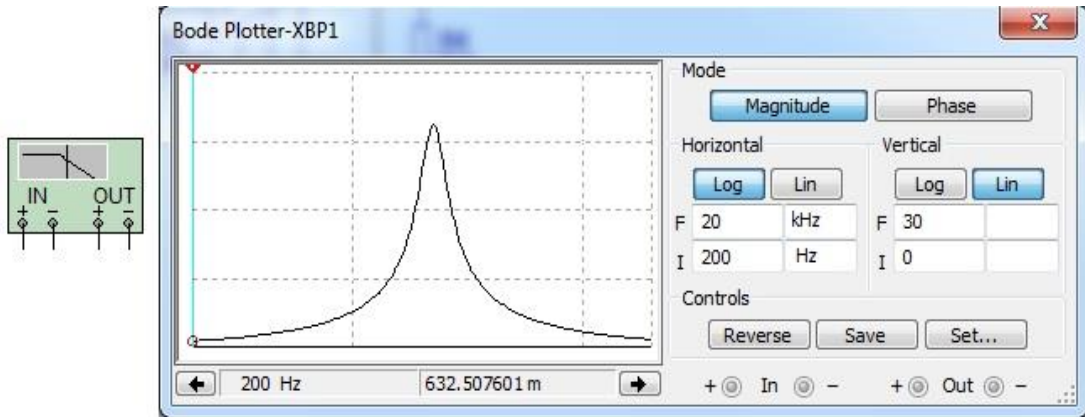 Bode Plotter-XBP1
X
IN OUT
+ − + −
Mode
Magnitude Phase
Horizontal Vertical
Log Lin Log Lin
F 20 kHz F 30
I 200 Hz I 0
Controls
Reverse Save Set...
200 Hz 632.507601 m
+ In − + Out −